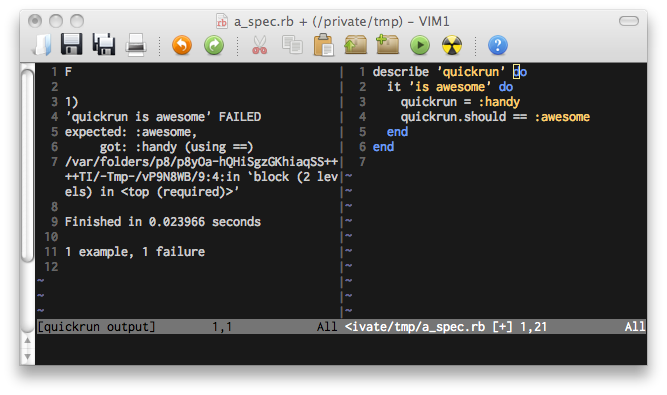 a_spec.rb + (/private/tmp) – VIM1
1 F
2
3 1)
4 'quickrun is awesome' FAILED
5 expected: :awesome,
6      got: :handy (using ==)
7 /var/folders/p8/p8yOa-hQHiSgzGKhiaqSS++
++TI/-Tmp-/vP9N8WB/9:4:in `block (2 lev
els) in <top (required)>'
8
9 Finished in 0.023966 seconds
10
11 1 example, 1 failure
12
~
~
~
[quickrun output] 1,1 All
1 describe 'quickrun' do
2   it 'is awesome' do
3     quickrun = :handy
4     quickrun.should == :awesome
5   end
6 end
7
~
~
~
~
~
~
~
~
~
~
<ivate/tmp/a_spec.rb [+] 1,21 All